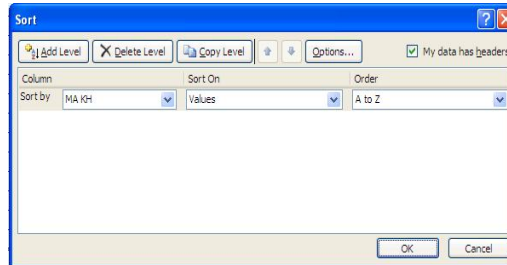 Sort
Add Level Delete Level Copy Level Options... My data has headers
Column Sort On Order
Sort by MA KH Values A to Z
OK Cancel